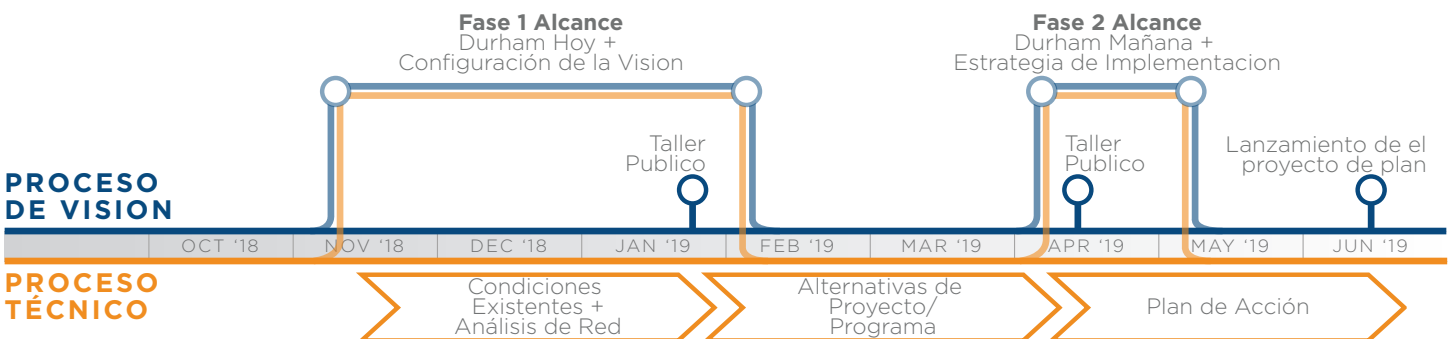 Fase 1 Alcance
Durham Hoy +
Configuración de la Vision
Fase 2 Alcance
Durham Mañana +
Estrategia de Implementacion
Taller
Publico
Taller
Publico
Lanzamiento de el
proyecto de plan
PROCESO
DE VISION
OCT ‘18
NOV ‘18
DEC ‘18
JAN ‘19
FEB ‘19
MAR ‘19
APR ‘19
MAY ‘19
JUN ‘19
PROCESO
TÉCNICO
Condiciones
Existentes +
Análisis de Red
Alternativas de
Proyecto/
Programa
Plan de Acción